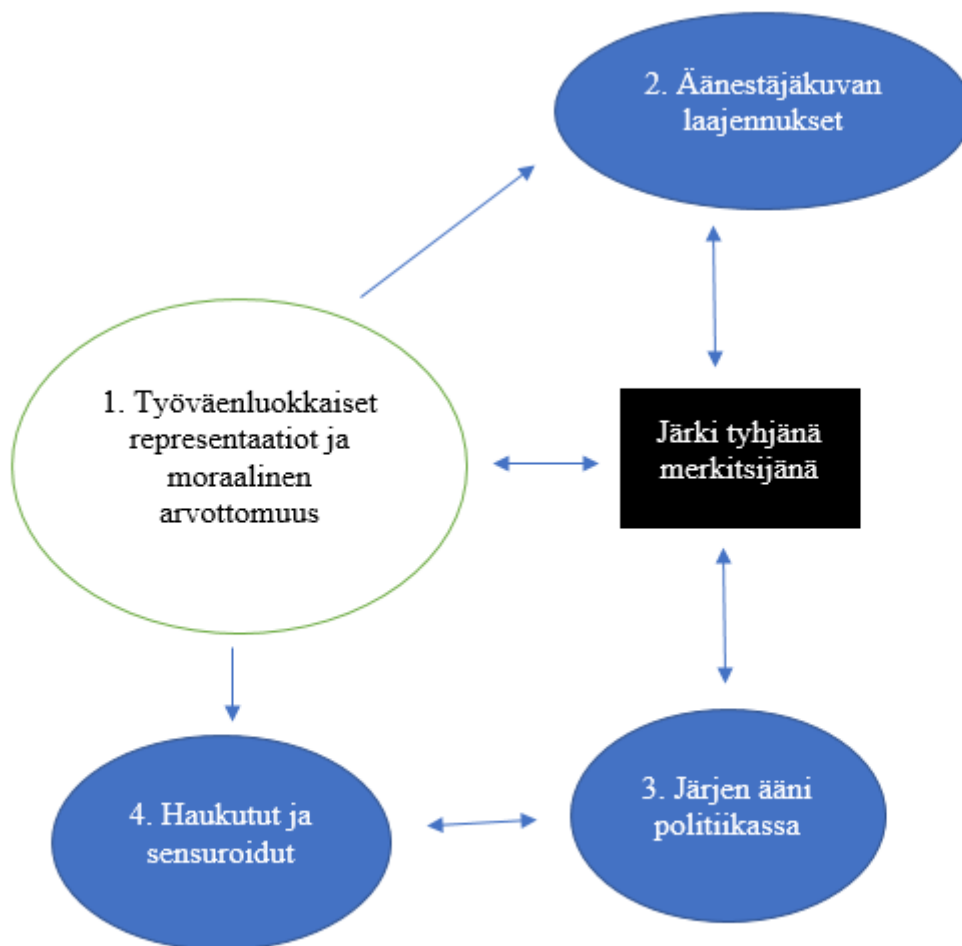 2. Äänestäjäkuvan
laajennukset
1. Työväenluokkaiset
representaatiot ja
moraalinen
arvottomuus
Järki tyhjänä
merkitsijänä
3. Järjen ääni
politiikassa
4. Haukutut ja
sensuroidut